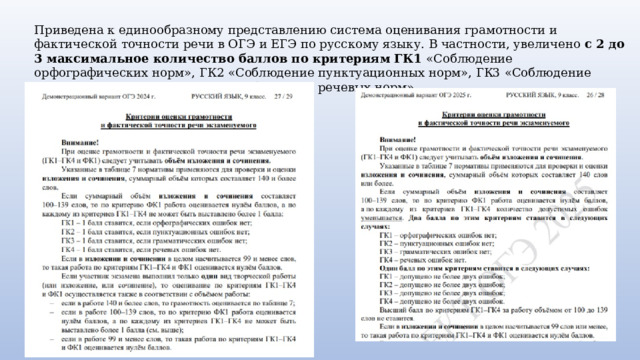 Приведена к единообразному представлению система оценивания грамотности и
фактической точности речи в ОГЭ и ЕГЭ по русскому языку. В частности, увеличено с 2 до
3 максимальное количество баллов по критериям ГК1 «Соблюдение
орфографических норм», ГК2 «Соблюдение пунктуационных норм», ГК3 «Соблюдение
речевых норм»
Демонстрационный вариант ОГЭ 2024 г. РУССКИЙ ЯЗЫК, 9 класс. 27 / 29
Критерии оценки грамотности
и фактической точности речи экзаменуемого
Внимание!
При оценке грамотности и фактической точности речи экзаменуемого
(ГК1–ГК4 и ФК1) следует учитывать объём изложения и сочинения.
Указанные в таблице 7 нормативы применяются для проверки и оценки
изложения и сочинения, суммарный объём которых составляет 140 и более
слов.
Если суммарный объём изложения и сочинения составляет
100–139 слов, то по критерию ФК1 работа оценивается нулём баллов, а по
каждому из критериев ГК1–ГК4 не может быть выставлено более 1 балла:
ГК1 – 1 балл ставится, если орфографических ошибок нет;
ГК2 – 1 балл ставится, если пунктуационных ошибок нет;
ГК3 – 1 балл ставится, если грамматических ошибок нет;
ГК4 – 1 балл ставится, если речевых ошибок нет.
Если в изложении и сочинении в целом насчитывается 99 и менее слов,
то такая работа по критериям ГК1–ГК4 и ФК1 оценивается нулём баллов.
Если участник экзамена выполнил только один вид творческой работы
(или изложение, или сочинение), то оценивание по критериям ГК1–ГК4
и ФК1 осуществляется также в соответствии с объёмом работы:
– если в работе 140 и более слов, то грамотность оценивается по таблице 7;
– если в работе 100–139 слов, то по критерию ФК1 работа оценивается
нулём баллов, а по каждому из критериев ГК1–ГК4 не может быть
выставлено более 1 балла (см. выше);
– если в работе 99 и менее слов, то такая работа по критериям ГК1–ГК4
и ФК1 оценивается нулём баллов.
Демонстрационный вариант ОГЭ 2025 г. РУССКИЙ ЯЗЫК, 9 класс. 26 / 28
Критерии оценки грамотности
и фактической точности речи экзаменуемого
Внимание!
При оценке грамотности и фактической точности речи экзаменуемого
(ГК1–ГК4 и ФК1) следует учитывать объём изложения и сочинения.
Указанные в таблице 7 нормативы применяются для проверки и оценки
изложения и сочинения, суммарный объём которых составляет 140 слов
или более.
Если суммарный объём изложения и сочинения составляет
100–139 слов, то по критерию ФК1 работа оценивается нулём баллов,
а по каждому из критериев ГК1–ГК4 количество допустимых ошибок
уменьшается. Два балла по этим критериям ставится в следующих
случаях:
ГК1 – орфографических ошибок нет;
ГК2 – пунктуационных ошибок нет;
ГК3 – грамматических ошибок нет;
ГК4 – речевых ошибок нет.
Один балл по этим критериям ставится в следующих случаях:
ГК1 – допущено не более двух ошибок.
ГК2 – допущено не более двух ошибок;
ГК3 – допущено не более двух ошибок;
ГК4 – допущено не более двух ошибок.
Высший балл по критериям ГК1–ГК4 за работу объёмом от 100 до 139
слов не ставится.
Если в изложении и сочинении в целом насчитывается 99 слов или менее,
то такая работа по критериям ГК1–ГК4 и ФК1 оценивается нулём баллов.